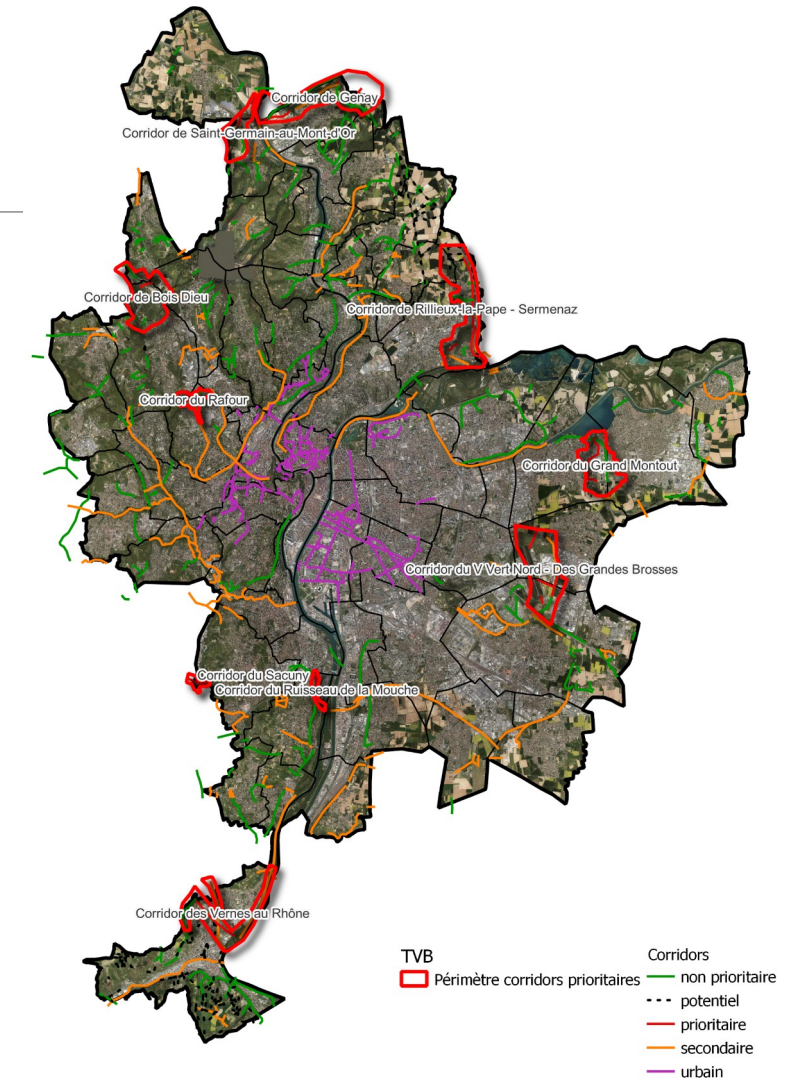 Corridor de Genay
Corridor de Saint-Germain-au-Mont-d'Or
Corridor de Bois Dieu
Corridor de Rillieux-la-Pape - Sermenaz
Corridor du Rafour
Corridor du Grand Montout
Corridor du V Vert Nord - Des Grandes Brosses
Corridor du Sacuny
Corridor du Ruisseau de la Mouche
Corridor des Vernes au Rhône
TVB
Périmètre corridors prioritaires
Corridors
non prioritaire
potentiel
prioritaire
secondaire
urbain